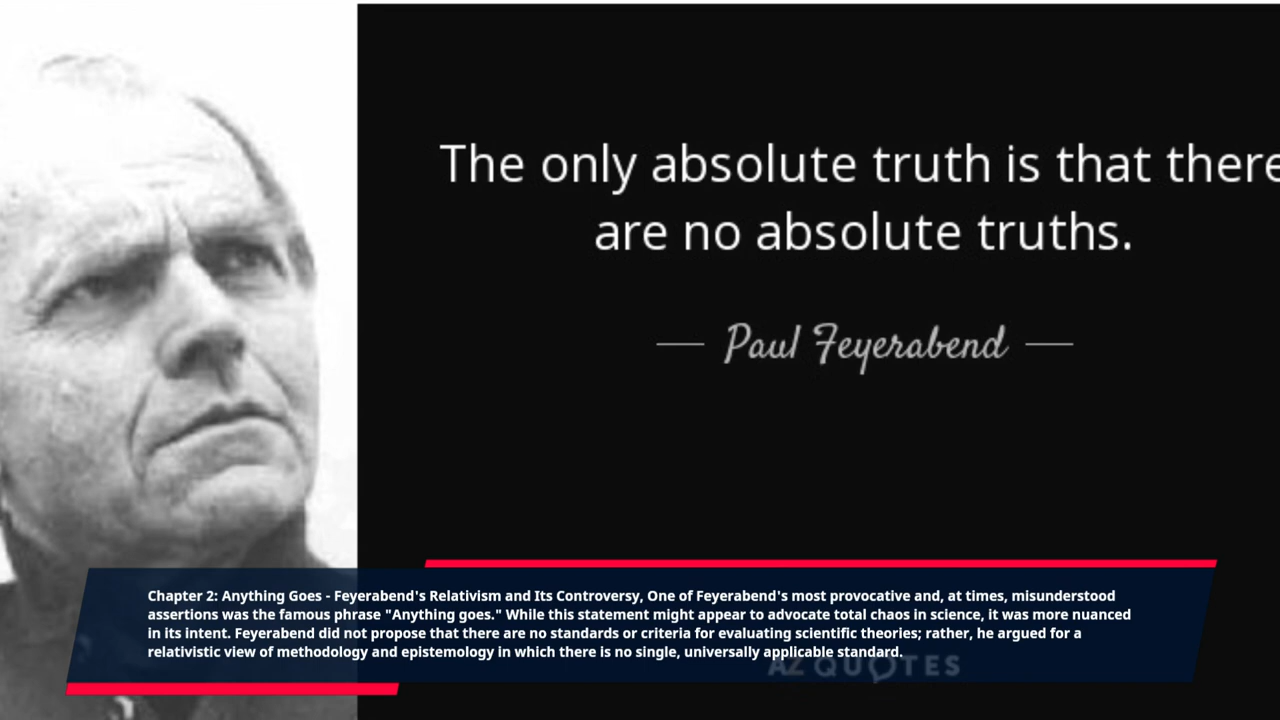 The only absolute truth is that there
are no absolute truths.
Paul Feyerabend
Chapter 2: Anything Goes - Feyerabend's Relativism and Its Controversy, One of Feyerabend's most provocative and, at times, misunderstood
assertions was the famous phrase "Anything goes." While this statement might appear to advocate total chaos in science, it was more nuanced
in its intent. Feyerabend did not propose that there are no standards or criteria for evaluating scientific theories; rather, he argued for a
relativistic view of methodology and epistemology in which there is no single, universally applicable standard.
AZ QUOTES